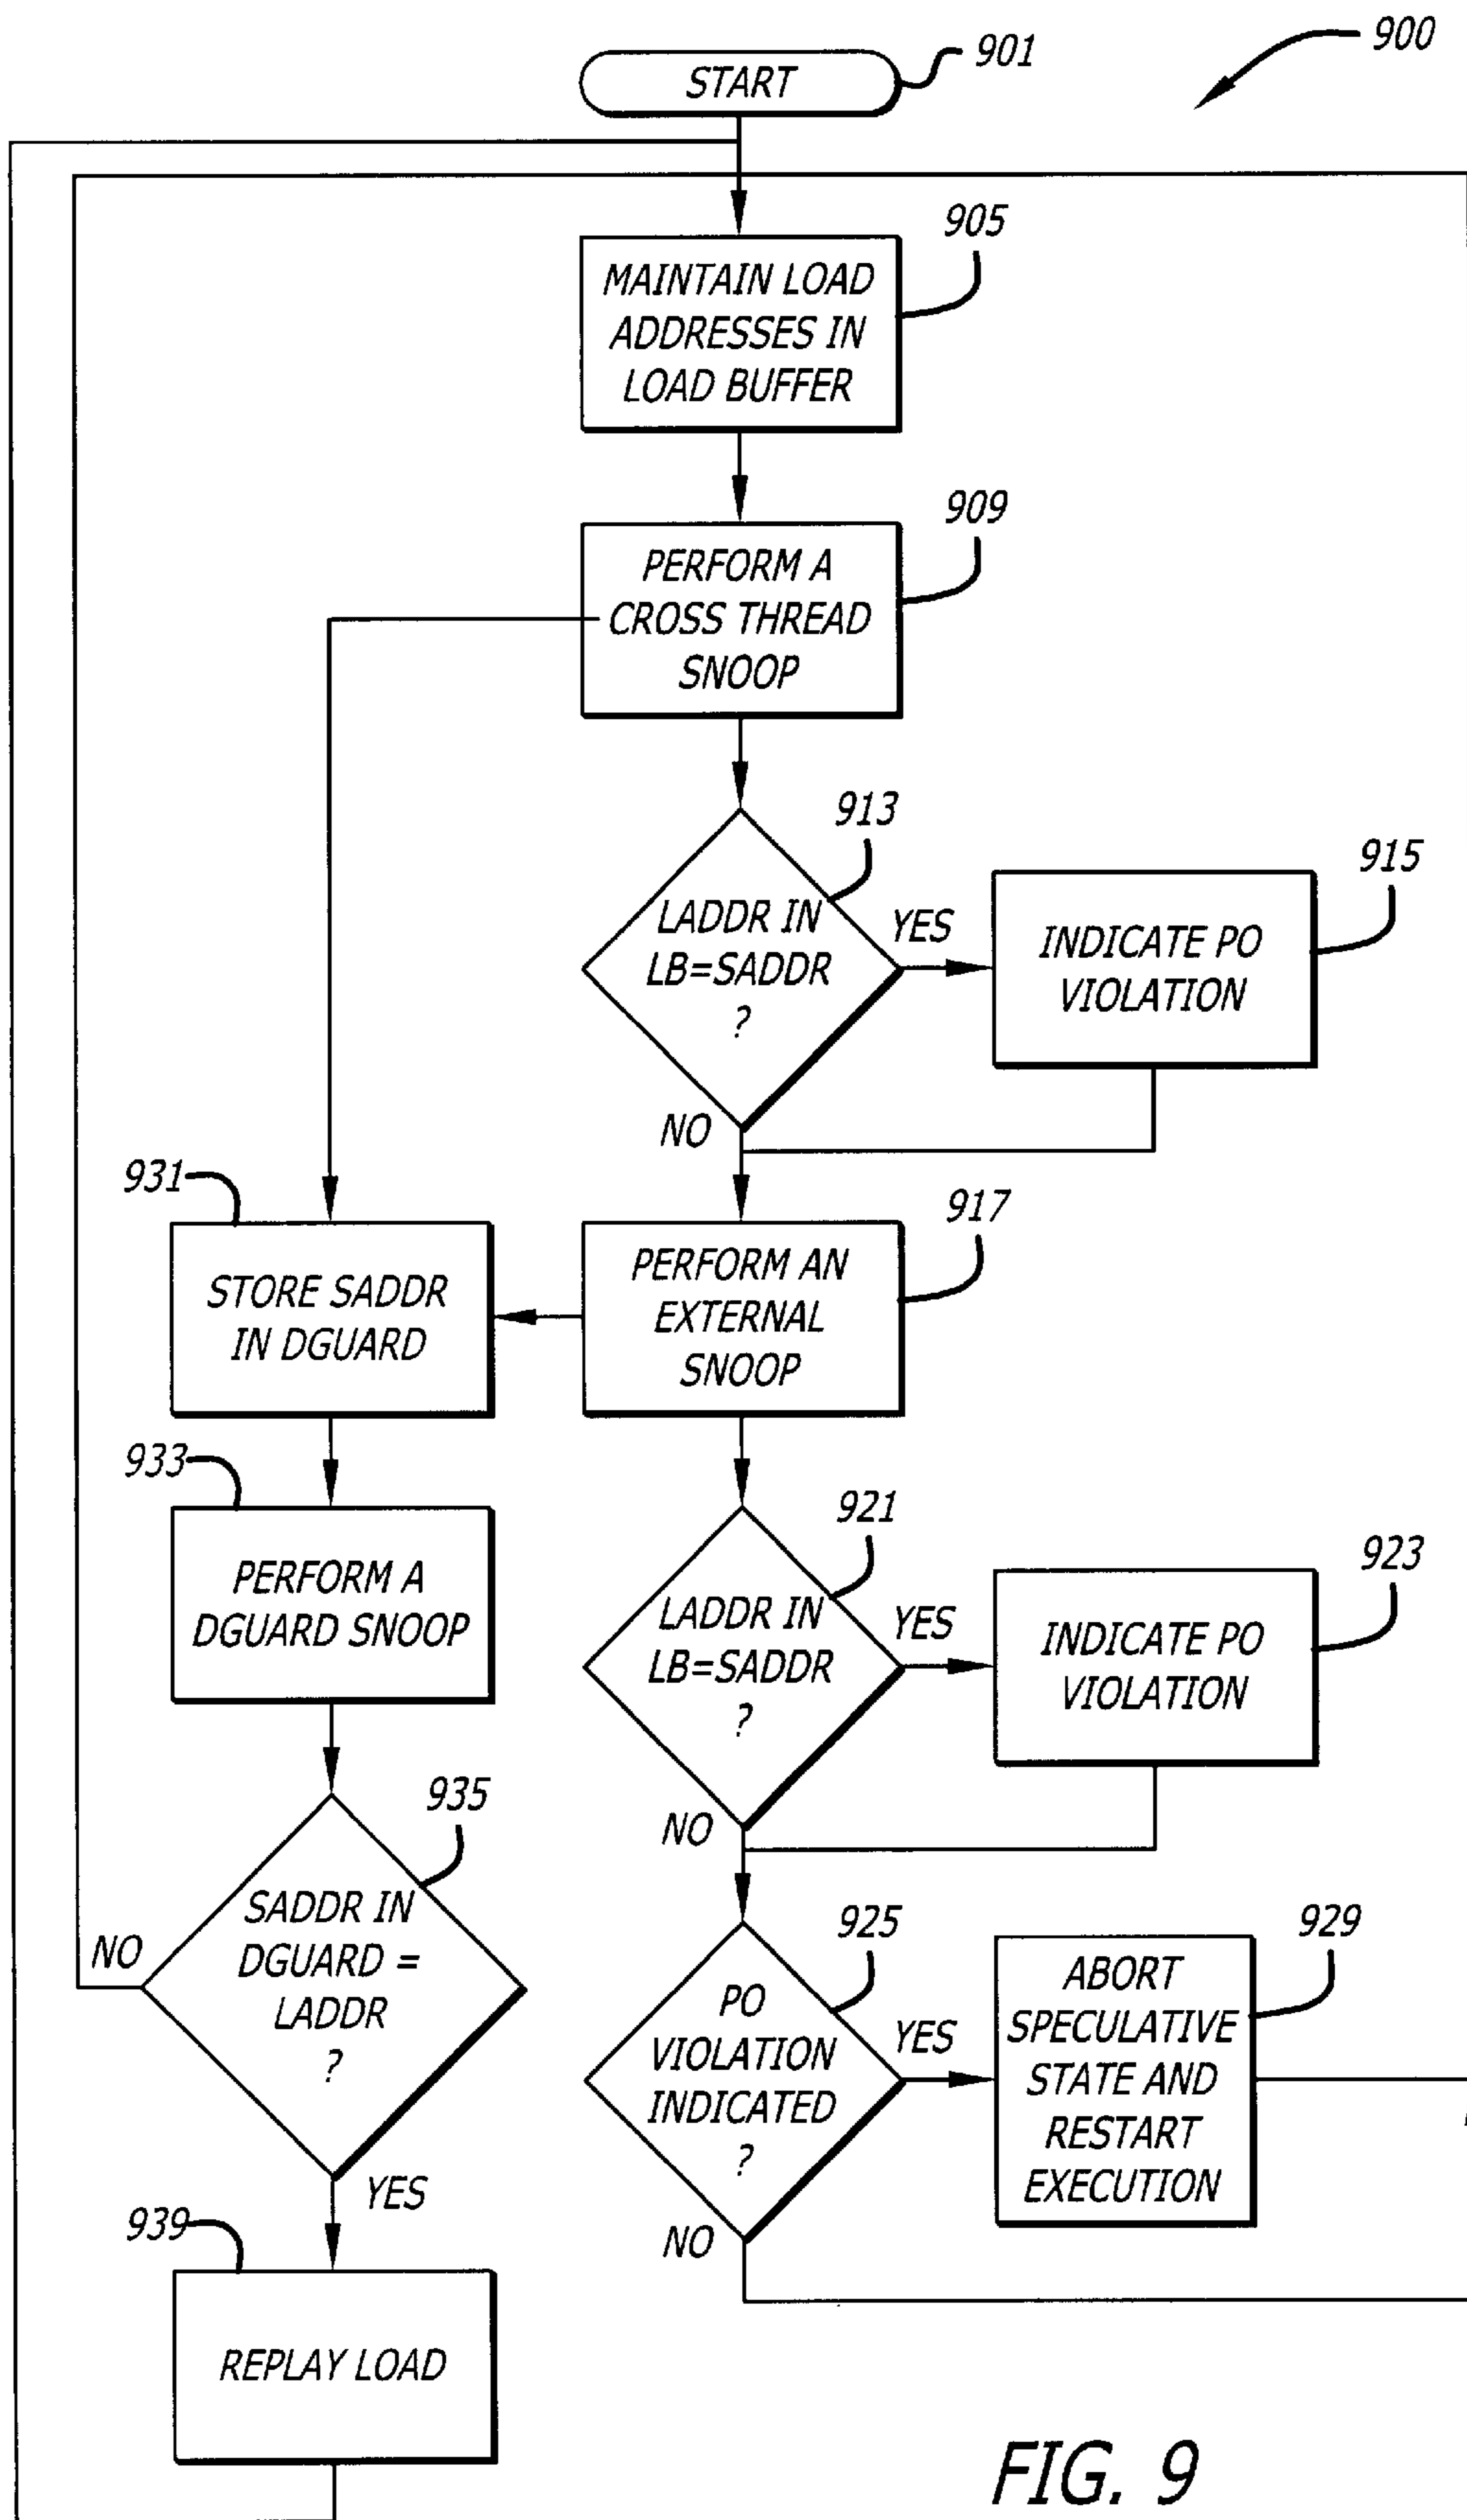 900
START
901
905
MAINTAIN LOAD
ADDRESSES IN
LOAD BUFFER
909
PERFORM A
CROSS THREAD
SNOOP
913
LADDR IN
LB=SADDR
?
YES
NO
915
INDICATE PO
VIOLATION
931
STORE SADDR
IN DGUARD
917
PERFORM AN
EXTERNAL
SNOOP
933
PERFORM A
DGUARD SNOOP
921
LADDR IN
LB=SADDR
?
YES
NO
923
INDICATE PO
VIOLATION
935
SADDR IN
DGUARD =
LADDR
?
NO
YES
925
PO
VIOLATION
INDICATED
?
YES
NO
929
ABORT
SPECULATIVE
STATE AND
RESTART
EXECUTION
939
REPLAY LOAD
FIG. 9